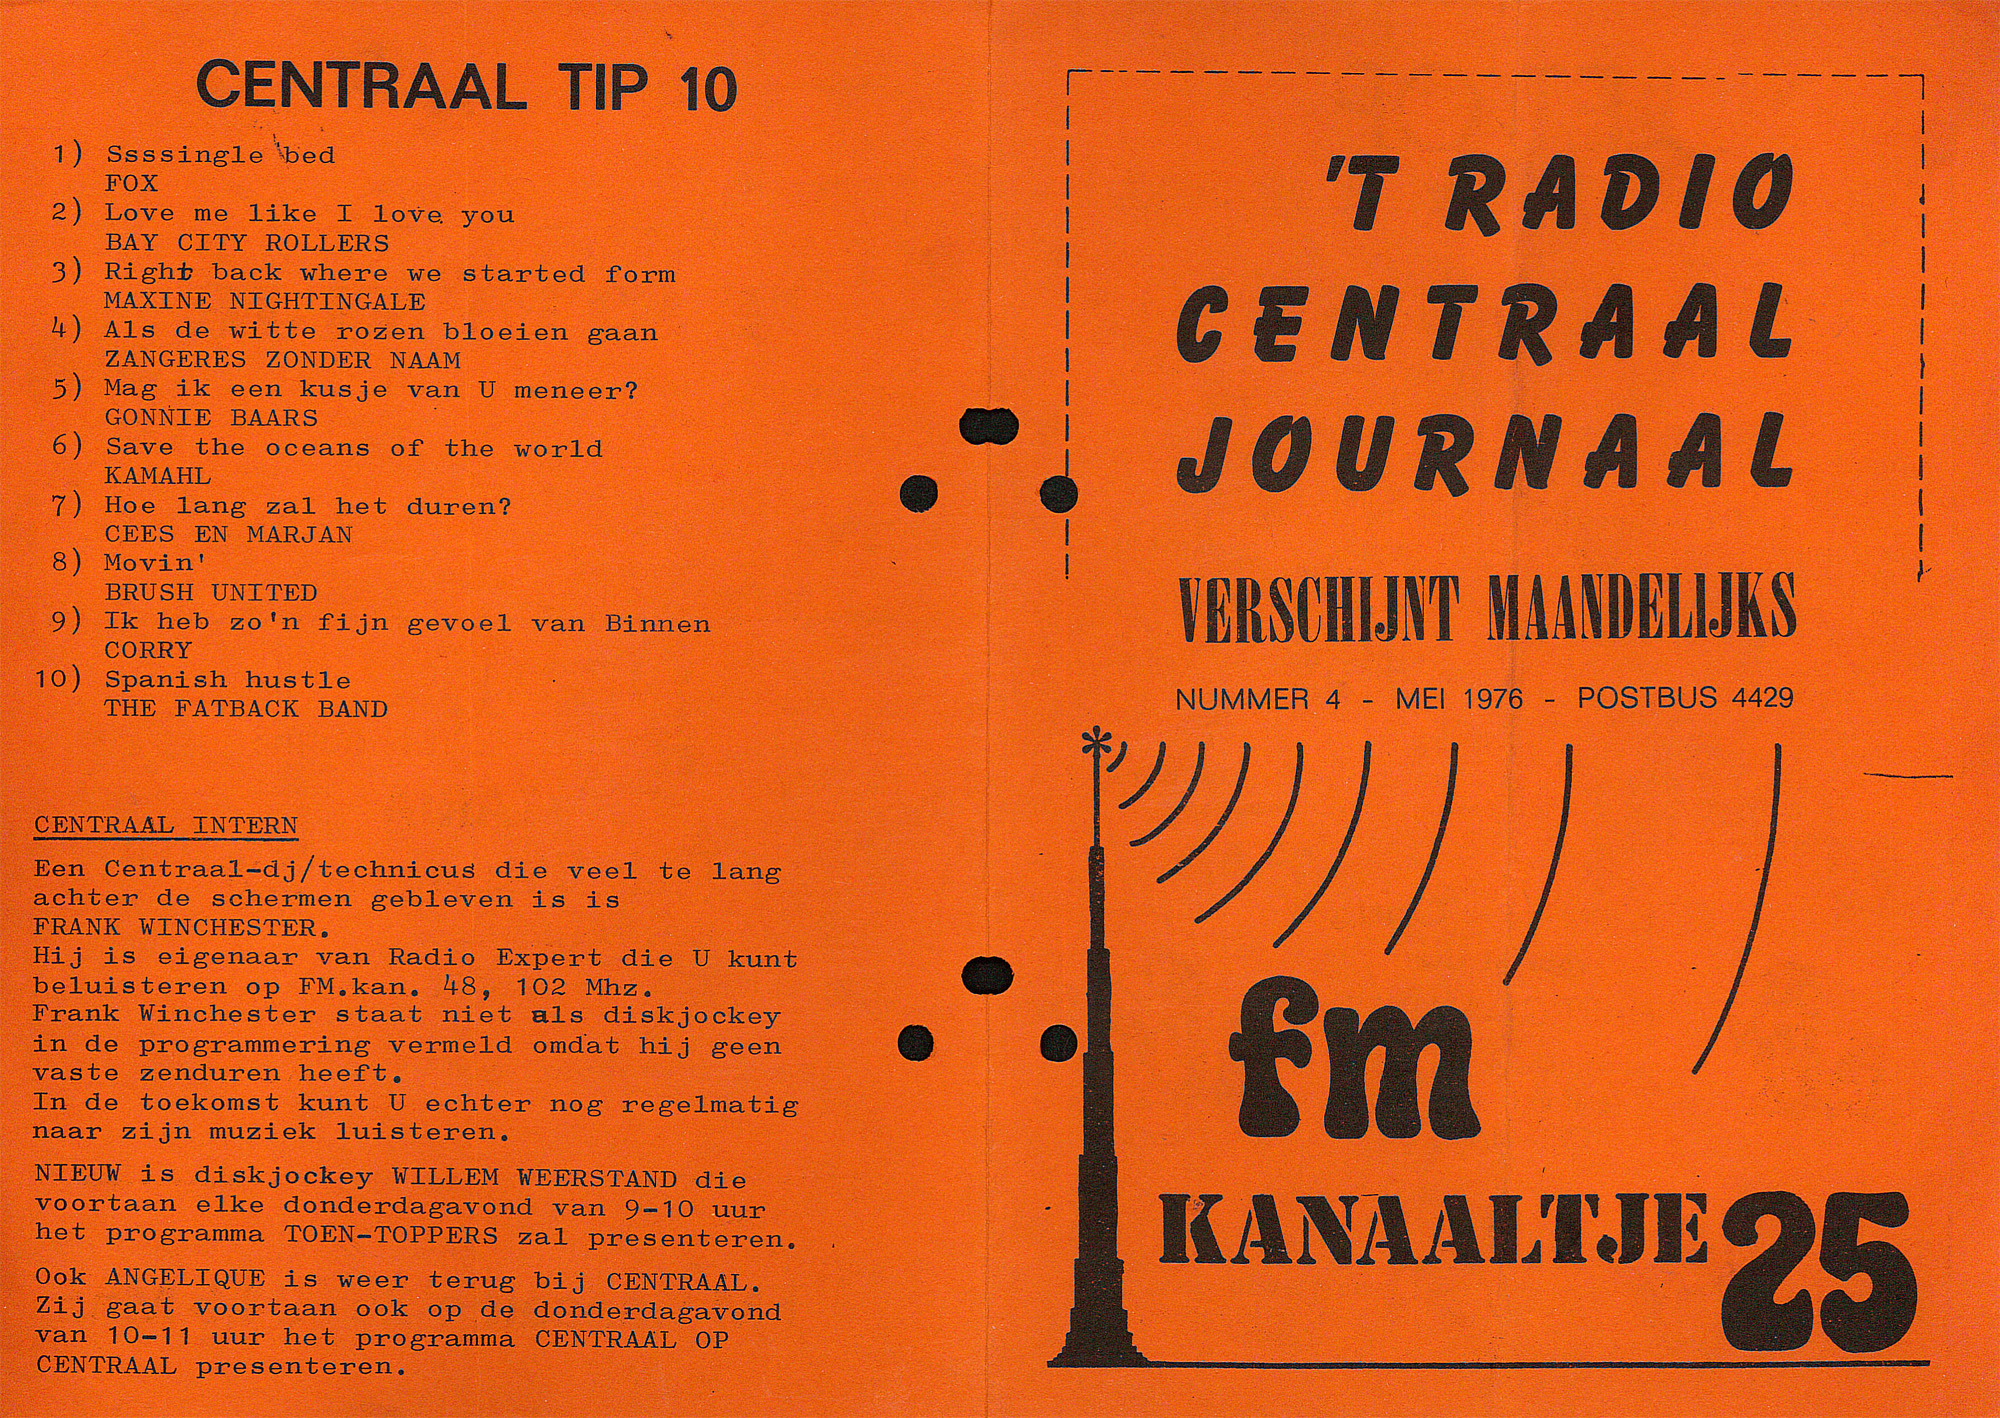 CENTRAAL TIP 10
1) Ssssingle bed
FOX
2) Love me like I love you
BAY CITY ROLLERS
3) Right back where we started form
MAXINE NIGHTINGALE
4) Als de witte rozen bloeien gaan
ZANGERES ZONDER NAAM
5) Mag ik een kusje van U meneer?
GONNIE BAARS
6) Save the oceans of the world
KAMAHL
7) Hoe lang zal het duren?
CEES EN MARJAN
8) Movin'
BRUSH UNITED
9) Ik heb zo'n fijn gevoel van Binnen
CORRY
10) Spanish hustle
THE FATBACK BAND
CENTRAAL INTERN
Een Centraal-dj/technicus die veel te lang
achter de schermen gebleven is is
FRANK WINCHESTER.
Hij is eigenaar van Radio Expert die U kunt
beluisteren op FM.kan. 48, 102 Mhz.
Frank Winchester staat niet als diskjockey
in de programmering vermeld omdat hij geen
vaste zenduren heeft.
In de toekomst kunt U echter nog regelmatig
naar zijn muziek luisteren.
NIEUW is diskjockey WILLEM WEERSTAND die
voortaan elke donderdagavond van 9-10 uur
het programma TOEN-TOPPERS zal presenteren.
Ook ANGELIQUE is weer terug bij CENTRAAL.
Zij gaat voortaan ook op de donderdagavond
van 10-11 uur het programma CENTRAAL OP
CENTRAAL presenteren.
'T RADIO
CENTRAAL
JOURNAAL
VERSCHIJNT MAANDELIJKS
NUMMER 4 - MEI 1976 - POSTBUS 4429
fm
KANAALTJE 25